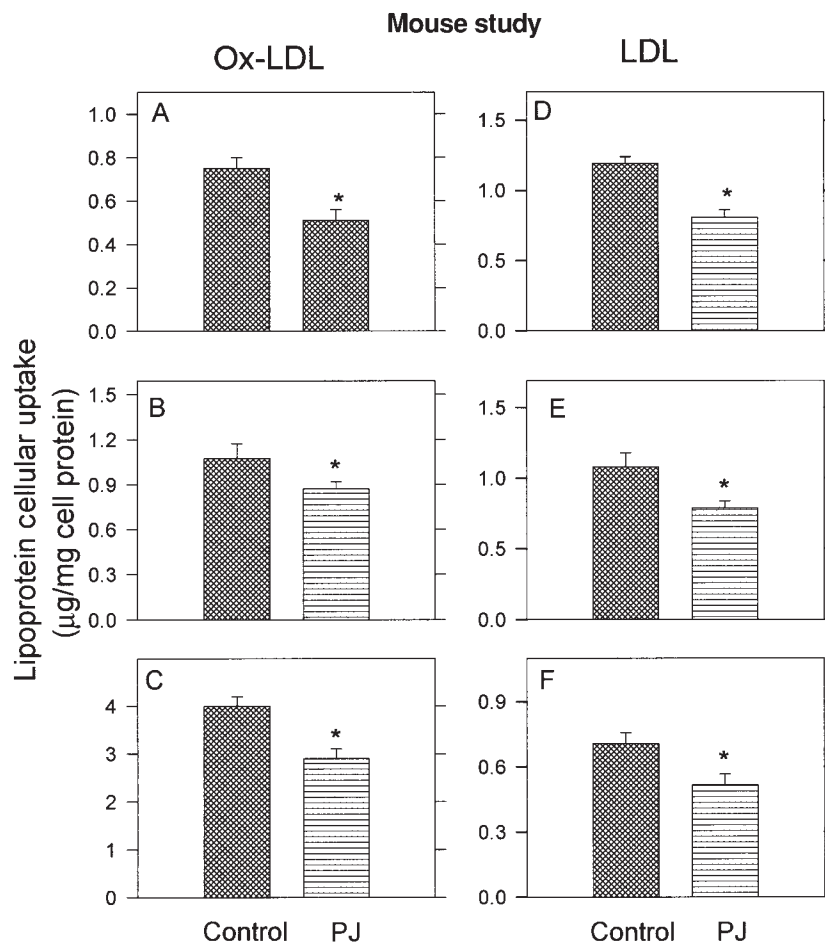 Mouse study
Ox-LDL
LDL
Lipoprotein cellular uptake
(µg/mg cell protein)
A
1.0
0.8
0.6
0.4
0.2
0.0
*
D
1.5
1.0
0.5
0.0
*
B
1.5
1.2
0.9
0.6
0.3
0.0
*
E
1.5
1.0
0.5
0.0
*
C
4
3
2
1
0
*
F
0.9
0.6
0.3
0.0
*
Control PJ
Control PJ